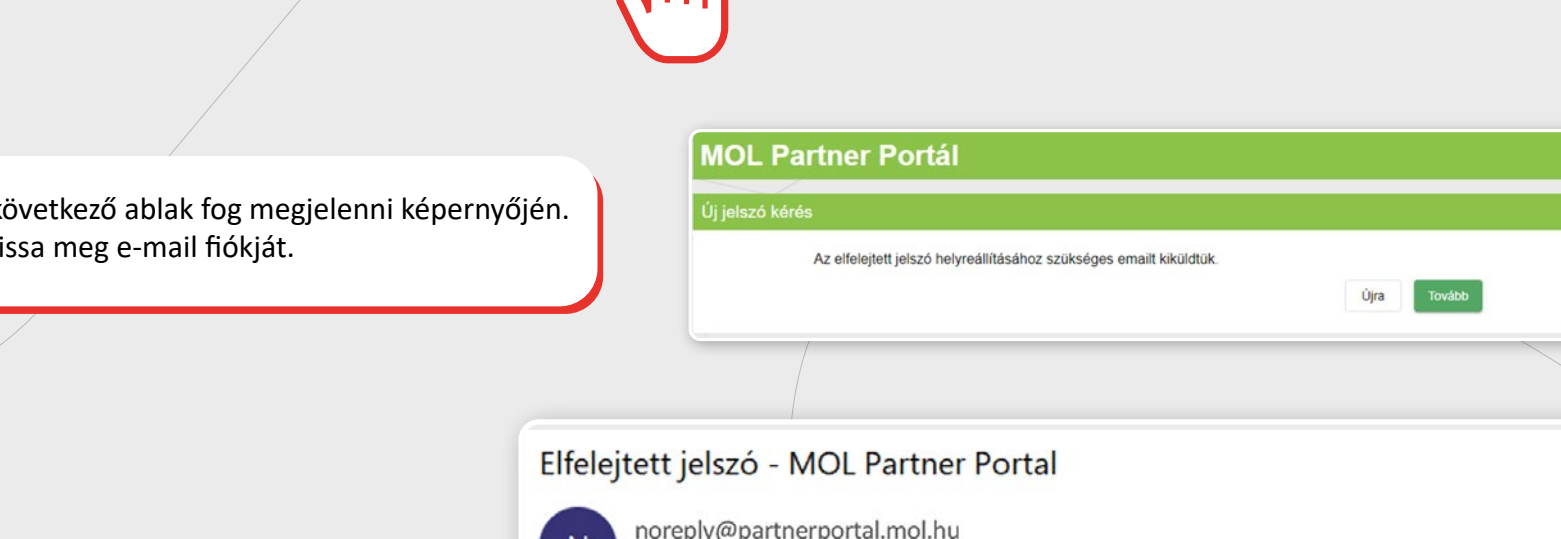 következő ablak fog megjelenni képernyőjén.
issa meg e-mail fiókját.
MOL Partner Portál
Új jelszó kérés
Az elfelejtett jelszó helyreállításához szükséges emailt kiküldtük.
Újra
Tovább
Elfelejtett jelszó - MOL Partner Portal
noreply@partnerportal.mol.hu